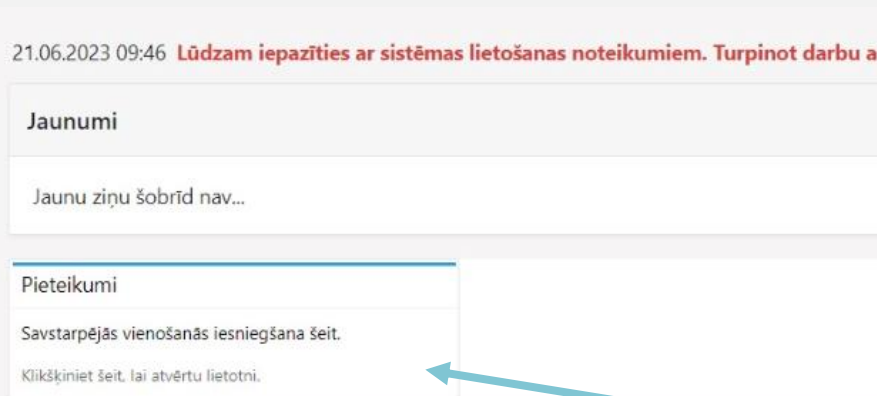 21.06.2023 09:46 Lūdzam iepazīties ar sistēmas lietošanas noteikumiem. Turpinot darbu a
Jaunumi
Jaunu ziņu šobrīd nav...
Pieteikumi
Savstarpējās vienošanās iesniegšana šeit.
Klikšķiniet šeit, lai atvērtu lietotni.